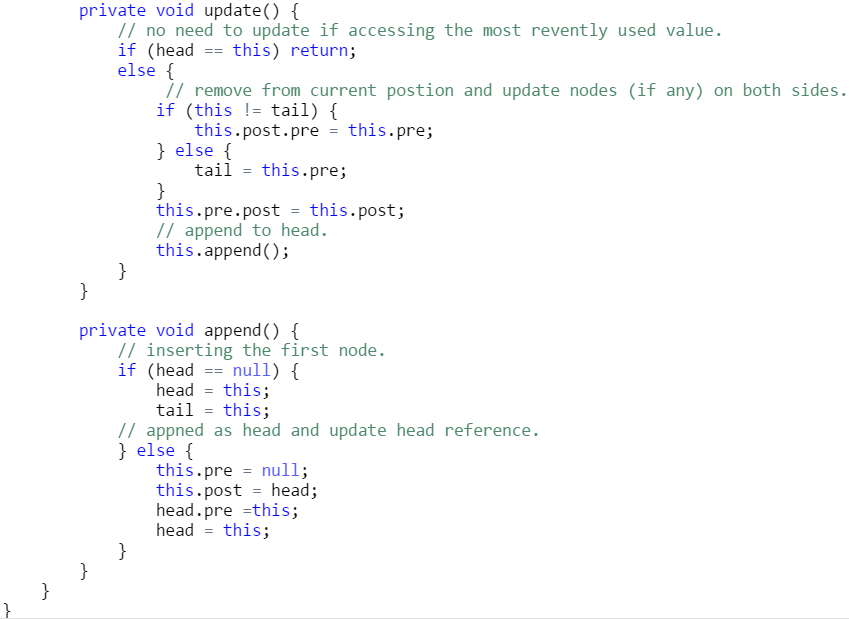 private void update() {
// no need to update if accessing the most revently used value.
if (head == this) return;
else {
// remove from current postion and update nodes (if any) on both sides.
if (this != tail) {
this.post.pre = this.pre;
} else {
tail = this.pre;
}
this.pre.post = this.post;
// append to head.
this.append();
}
}
private void append() {
// inserting the first node.
if (head == null) {
head = this;
tail = this;
// appned as head and update head reference.
} else {
this.pre = null;
this.post = head;
head.pre =this;
head = this;
}
}
}
}